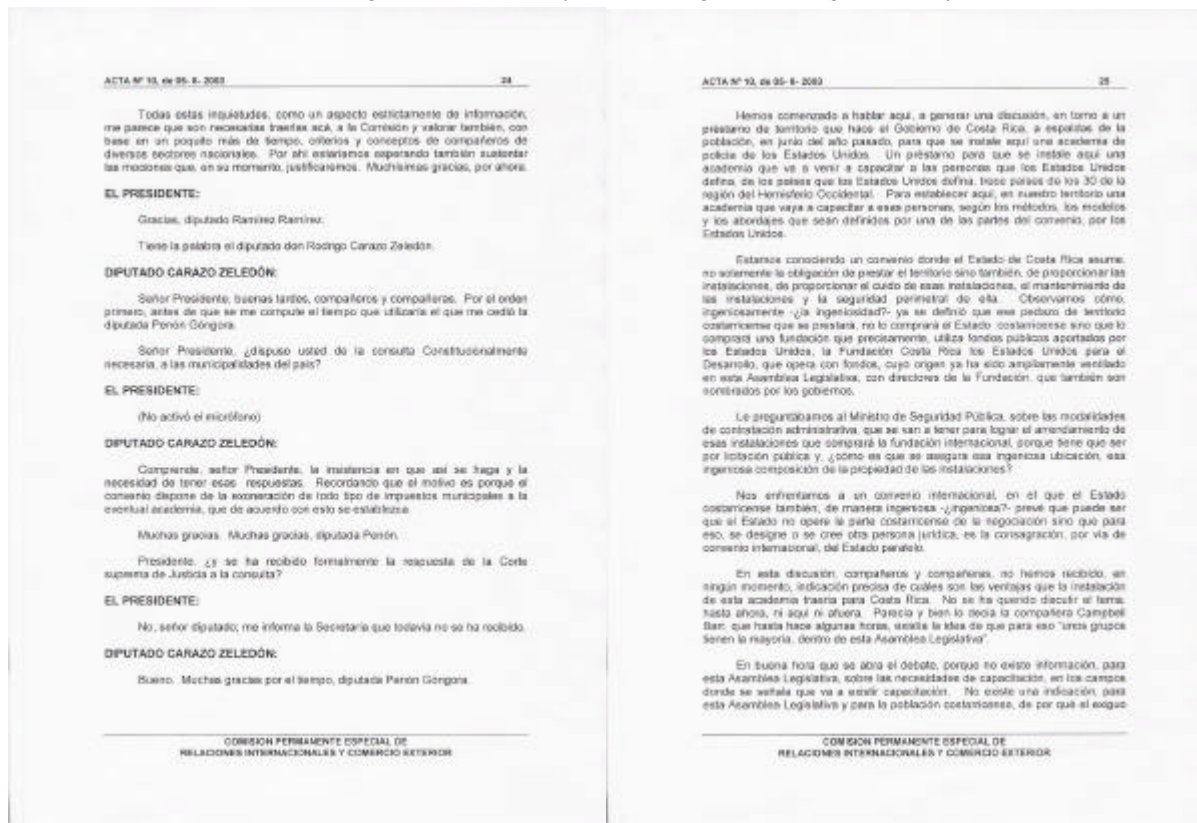 ACTA Nº 10, de 05- 8- 2003 24
Todas estas inquietudes, como un aspecto estrictamente de información,
me parece que son necesarias traerlas acá, a la Comisión y valorar también, con
base en un poquito más de tiempo, criterios y conceptos de compañeros de
diversos sectores nacionales. Por ahí estaríamos esperando también sustentar
las mociones que, en su momento, justificaremos. Muchísimas gracias, por ahora.
EL PRESIDENTE:
Gracias, diputado Ramírez Ramírez.
Tiene la palabra el diputado don Rodrigo Carazo Zeledón.
DIPUTADO CARAZO ZELEDÓN:
Señor Presidente, buenas tardes, compañeros y compañeras. Por el orden
primero, antes de que se me compute el tiempo que utilizaría el que me cedió la
diputada Penón Góngora.
Señor Presidente, ¿dispuso usted de la consulta Constitucionalmente
necesaria, a las municipalidades del país?
EL PRESIDENTE:
(No activó el micrófono)
DIPUTADO CARAZO ZELEDÓN:
Comprende, señor Presidente, la insistencia en que así se haga y la
necesidad de tener esas respuestas. Recordando que el motivo es porque el
convenio dispone de la exoneración de todo tipo de impuestos municipales a la
eventual academia, que de acuerdo con esto se establezca.
Muchas gracias. Muchas gracias, diputada Penón.
Presidente, ¿y se ha recibido formalmente la respuesta de la Corte
suprema de Justicia a la consulta?
EL PRESIDENTE:
No, señor diputado; me informa la Secretaría que todavía no se ha recibido.
DIPUTADO CARAZO ZELEDÓN:
Bueno. Muchas gracias por el tiempo, diputada Penón Góngora.
COMISION PERMANENTE ESPECIAL DE
RELACIONES INTERNACIONALES Y COMERCIO EXTERIOR
ACTA Nº 10, de 05- 8- 2003 25
Hemos comenzado a hablar aquí, a generar una discusión, en torno a un
préstamo de territorio que hace el Gobierno de Costa Rica, a espaldas de la
población, en junio del año pasado, para que se instale aquí una academia de
policía de los Estados Unidos. Un préstamo para que se instale aquí una
academia que va a venir a capacitar a las personas que los Estados Unidos
defina, de los países que los Estados Unidos defina, trece países de los 30 de la
región del Hemisferio Occidental. Para establecer aquí, en nuestro territorio una
academia que vaya a capacitar a esas personas, según los métodos, los modelos
y los abordajes que sean definidos por una de las partes del convenio, por los
Estados Unidos.
Estamos conociendo un convenio donde el Estado de Costa Rica asume,
no solamente la obligación de prestar el territorio sino también, de proporcionar las
instalaciones, de proporcionar el cuido de esas instalaciones, el mantenimiento de
las instalaciones y la seguridad perimetral de ella. Observamos cómo,
ingeniosamente -¿la ingeniosidad?- ya se definió que ese pedazo de territorio
costarricense que se prestará, no lo comprará el Estado costarricense sino que lo
comprará una fundación que precisamente, utiliza fondos públicos aportados por
los Estados Unidos, la Fundación Costa Rica los Estados Unidos para el
Desarrollo, que opera con fondos, cuyo origen ya ha sido ampliamente ventilado
en esta Asamblea Legislativa, con directores de la Fundación, que también son
nombrados por los gobiernos.
Le preguntábamos al Ministro de Seguridad Pública, sobre las modalidades
de contratación administrativa, que se van a tener para lograr el arrendamiento de
esas instalaciones que comprará la fundación internacional, porque tiene que ser
por licitación pública y, ¿cómo es que se asegura esa ingeniosa ubicación, esa
ingeniosa composición de la propiedad de las instalaciones?
Nos enfrentamos a un convenio internacional, en el que el Estado
costarricense también, de manera ingeniosa -¿ingeniosa?- prevé que puede ser
que el Estado no opere la parte costarricense de la negociación sino que para
eso, se designe o se cree otra persona jurídica, es la consagración, por vía de
convenio internacional, del Estado paralelo.
En esta discusión, compañeros y compañeras, no hemos recibido, en
ningún momento, indicación precisa de cuáles son las ventajas que la instalación
de esta academia traería para Costa Rica. No se ha querido discutir el tema,
hasta ahora, ni aquí ni afuera. Parecía y bien lo decía la compañera Campbell
Barr, que hasta hace algunas horas, existía la idea de que para eso "unos grupos
tienen la mayoría, dentro de esta Asamblea Legislativa".
En buena hora que se abra el debate, porque no existe información, para
esta Asamblea Legislativa, sobre las necesidades de capacitación, en los campos
donde se señala que va a existir capacitación. No existe una indicación, para
esta Asamblea Legislativa y para la población costarricense, de por qué el exiguo
COMISION PERMANENTE ESPECIAL DE
RELACIONES INTERNACIONALES Y COMERCIO EXTERIOR